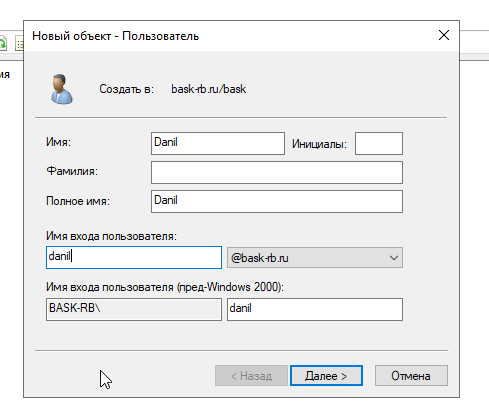 Новый объект - Пользователь
мя
Создать в: bask-rb.ru/bask
Имя: Danil Инициалы:
Фамилия:
Полное имя: Danil
Имя входа пользователя:
danil @bask-rb.ru
Имя входа пользователя (пред-Windows 2000):
BASK-RB\ danil
< Назад Далее > Отмена